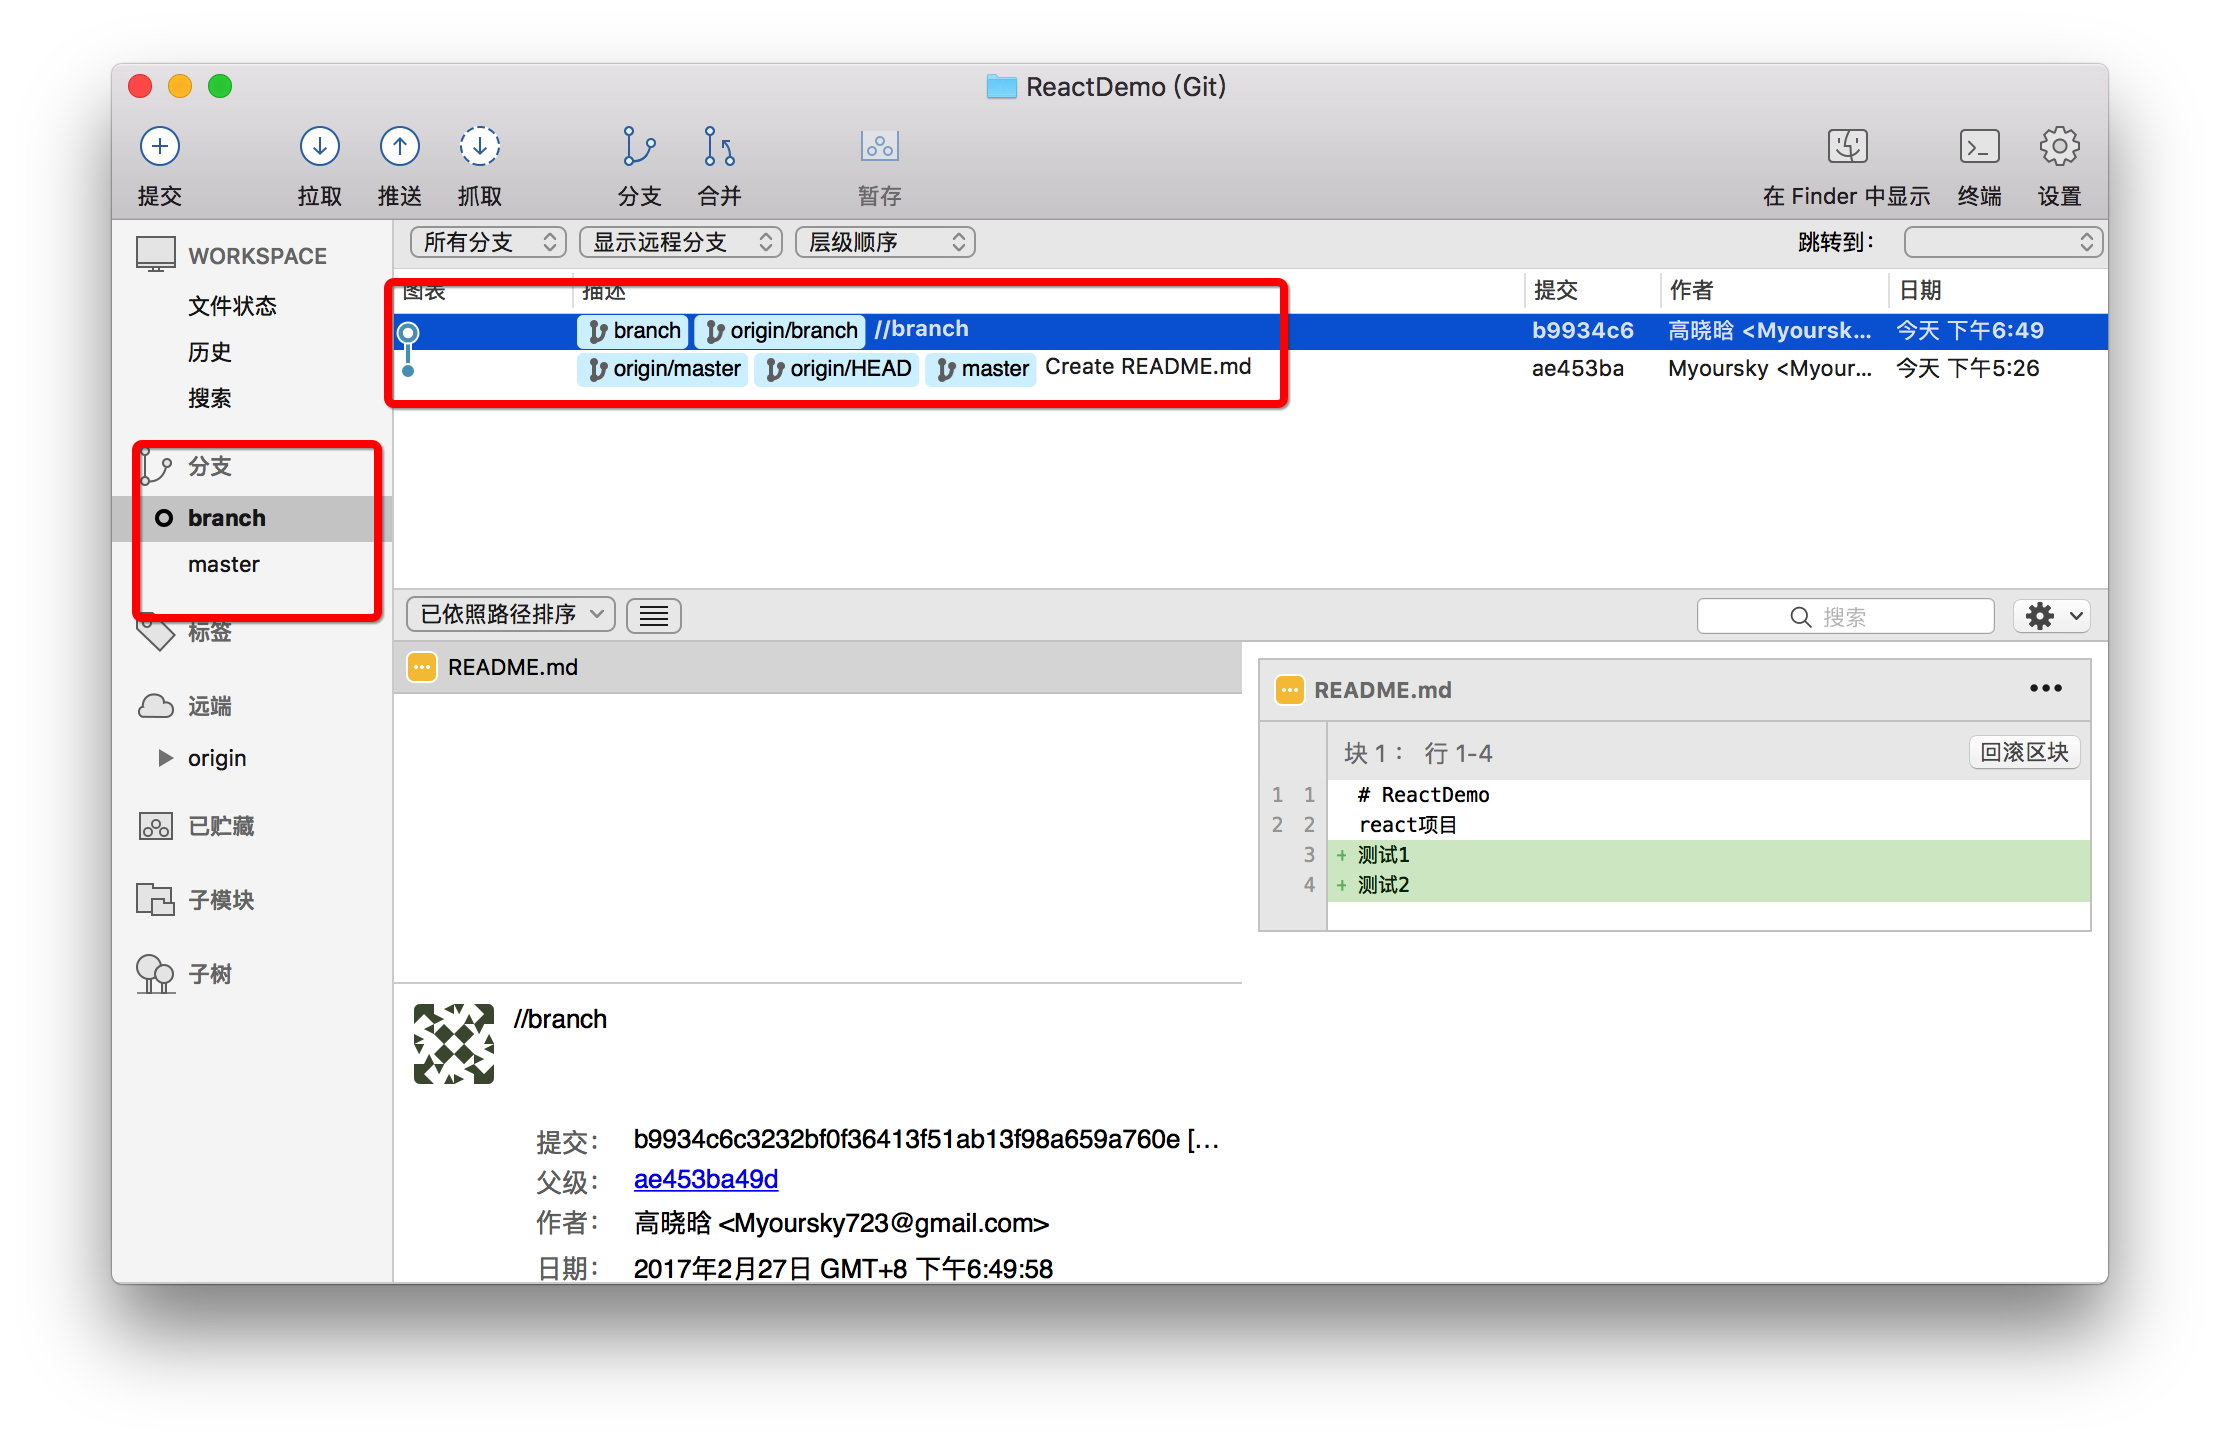 ReactDemo (Git)
提交 拉取 推送 抓取 分支 合并 暂存 在 Finder 中显示 终端 设置
WORKSPACE
文件状态
历史
搜索
分支
branch
master
标签
远端
origin
已贮藏
子模块
子树
所有分支 显示远程分支 层级顺序 跳转到：
图表 描述 提交 作者 日期
branch origin/branch //branch b9934c6 高晓晗 <Myoursk... 今天 下午6:49
origin/master origin/HEAD master Create README.md ae453ba Myoursky <Myour... 今天 下午5:26
已依照路径排序 搜索
README.md
README.md
块 1： 行 1-4 回滚区块
1 1 # ReactDemo
2 2 react项目
3 + 测试1
4 + 测试2
//branch
提交： b9934c6c3232bf0f36413f51ab13f98a659a760e [...
父级： ae453ba49d
作者： 高晓晗 <Myoursky723@gmail.com>
日期： 2017年2月27日 GMT+8 下午6:49:58